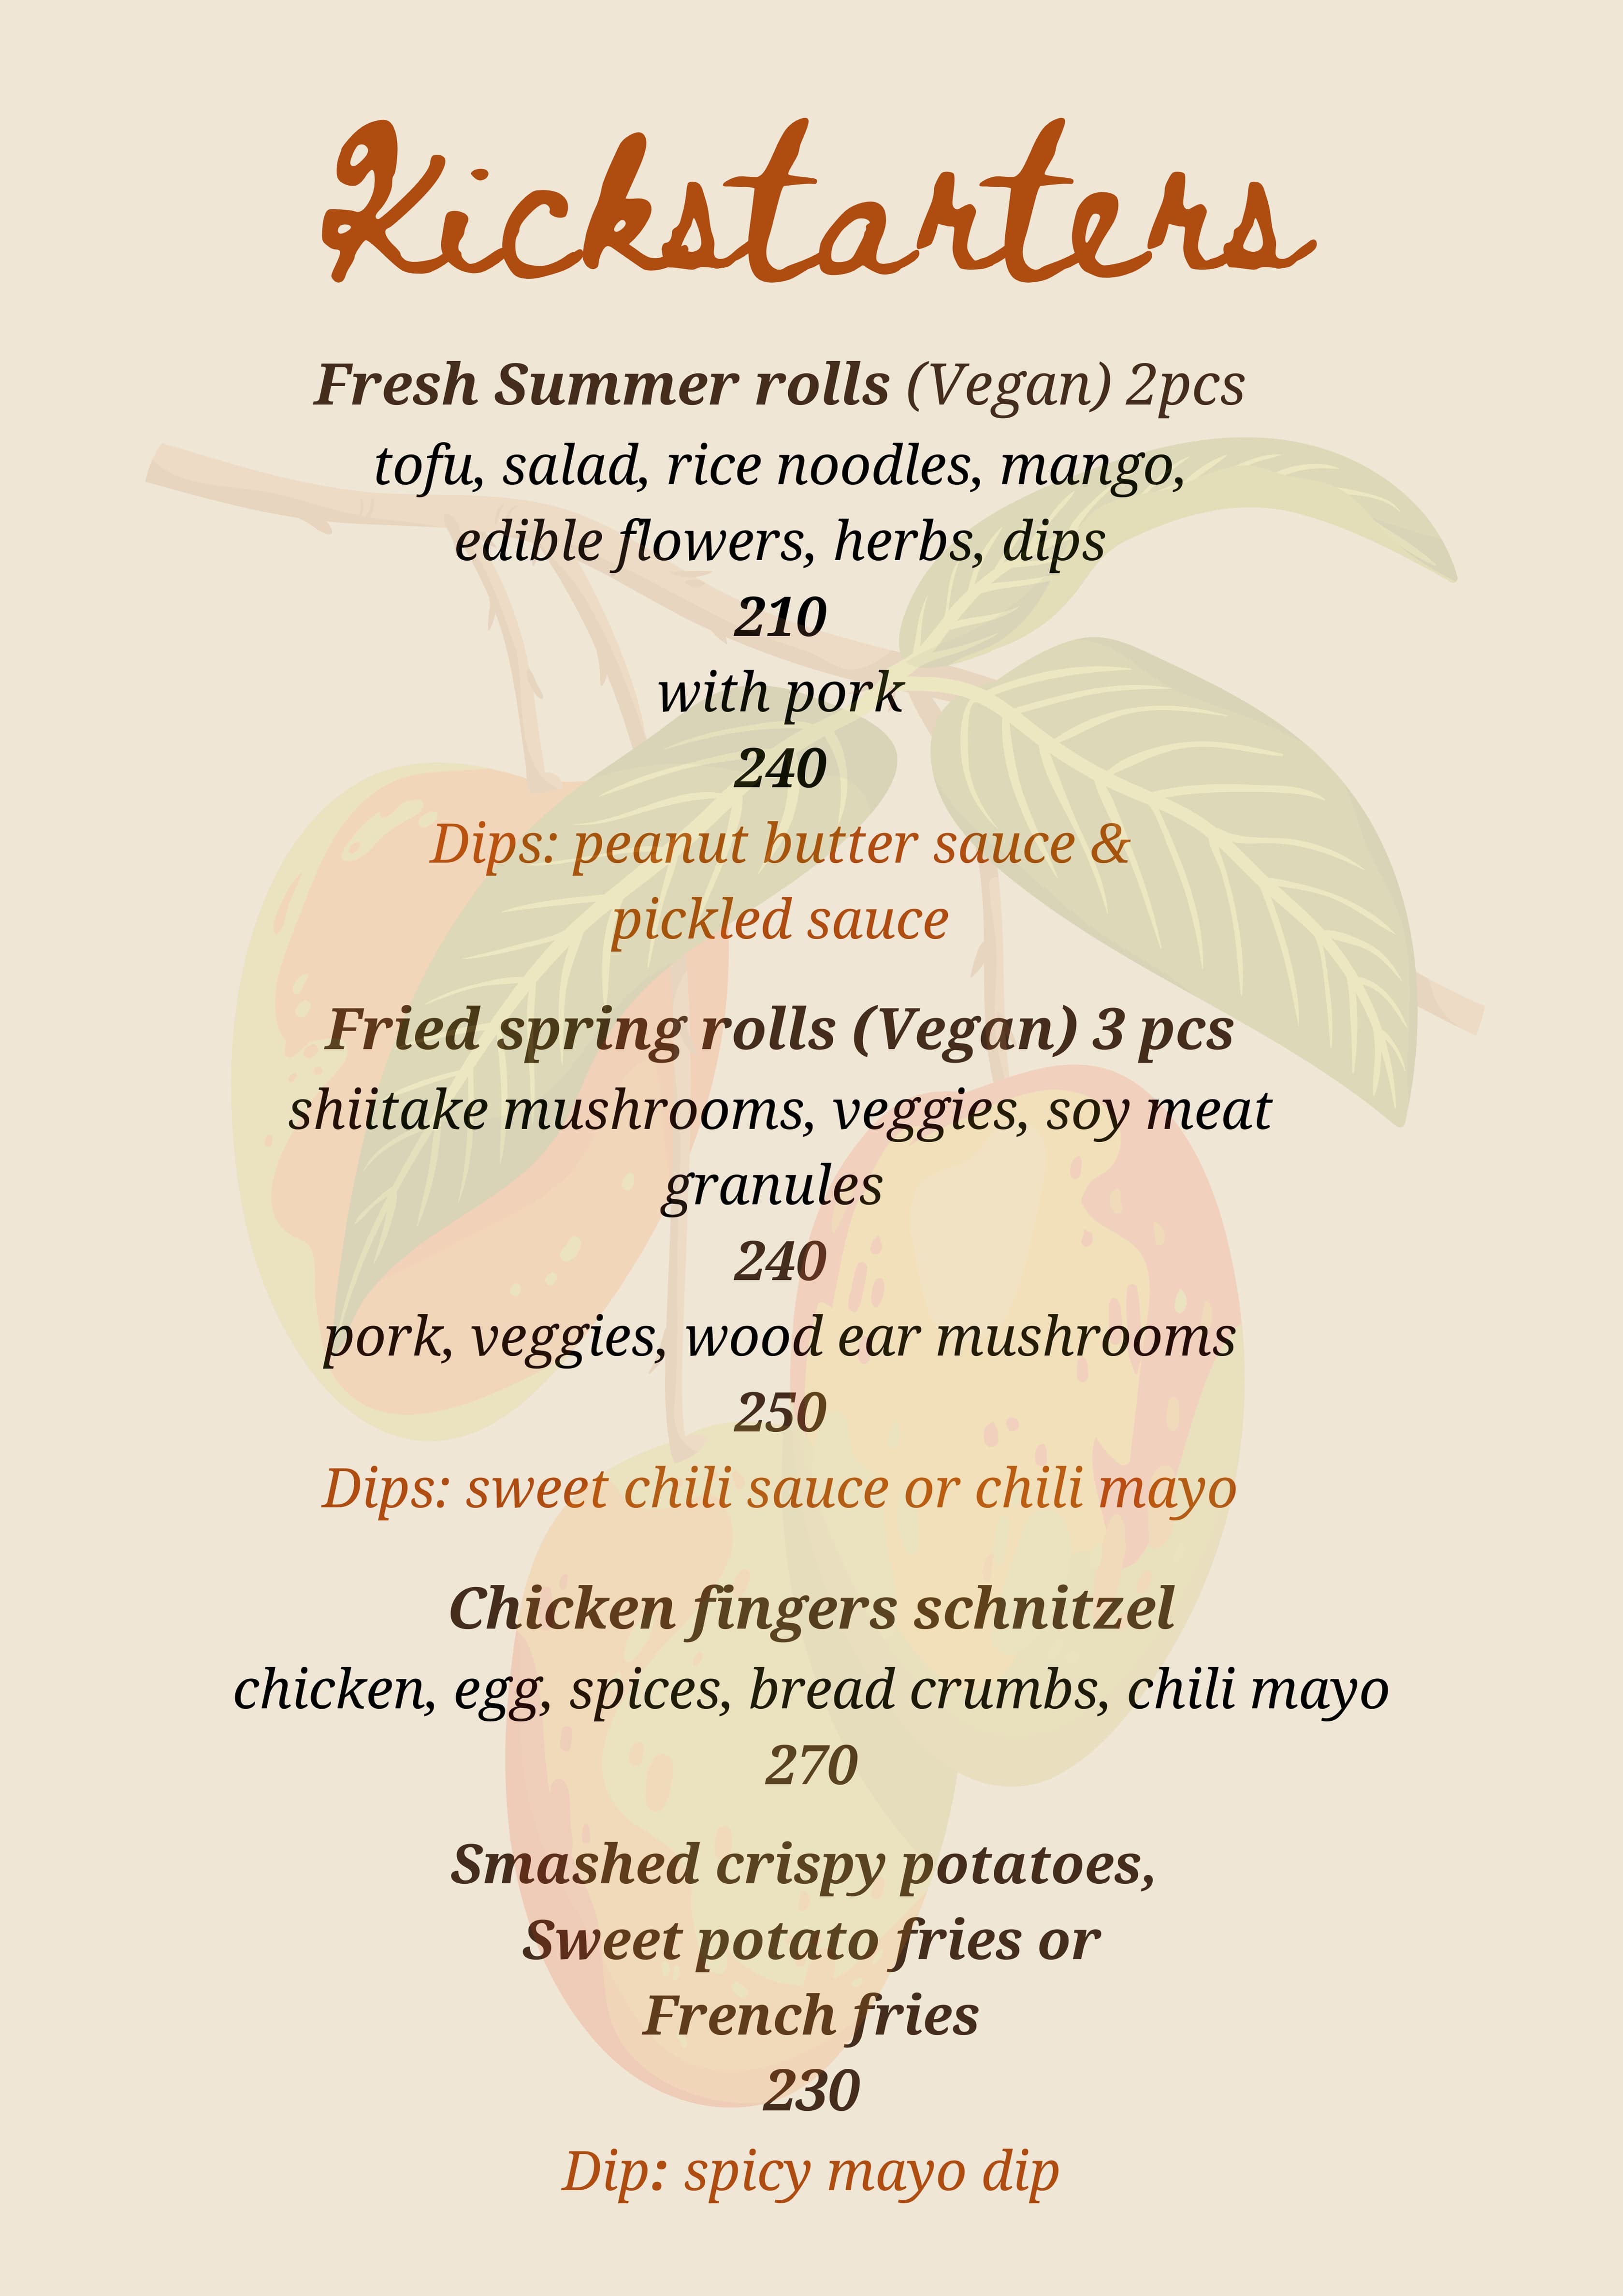 Kickstarters
Fresh Summer rolls (Vegan) 2pcs
tofu, salad, rice noodles, mango,
edible flowers, herbs, dips
210
with pork
240
Dips: peanut butter sauce &
pickled sauce
Fried spring rolls (Vegan) 3 pcs
shiitake mushrooms, veggies, soy meat
granules
240
pork, veggies, wood ear mushrooms
250
Dips: sweet chili sauce or chili mayo
Chicken fingers schnitzel
chicken, egg, spices, bread crumbs, chili mayo
270
Smashed crispy potatoes,
Sweet potato fries or
French fries
230
Dip: spicy mayo dip